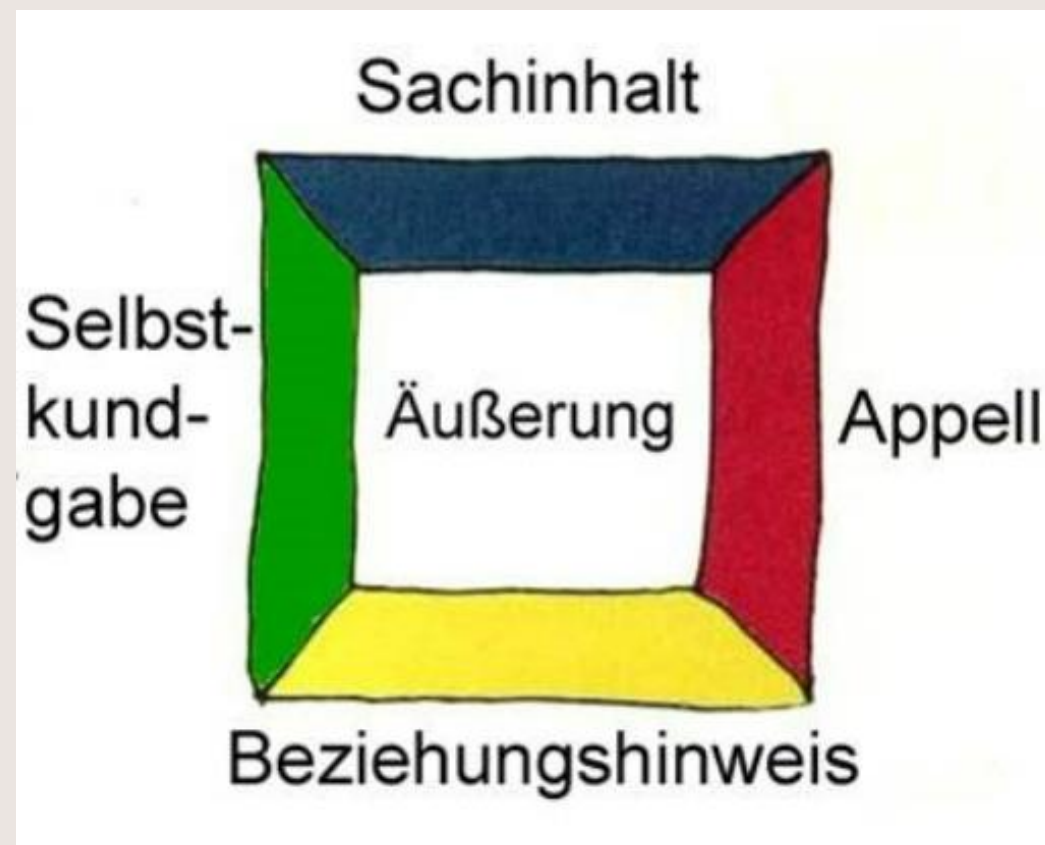 Sachinhalt
Selbst-
kund-
gabe
Äußerung
Appell
Beziehungshinweis